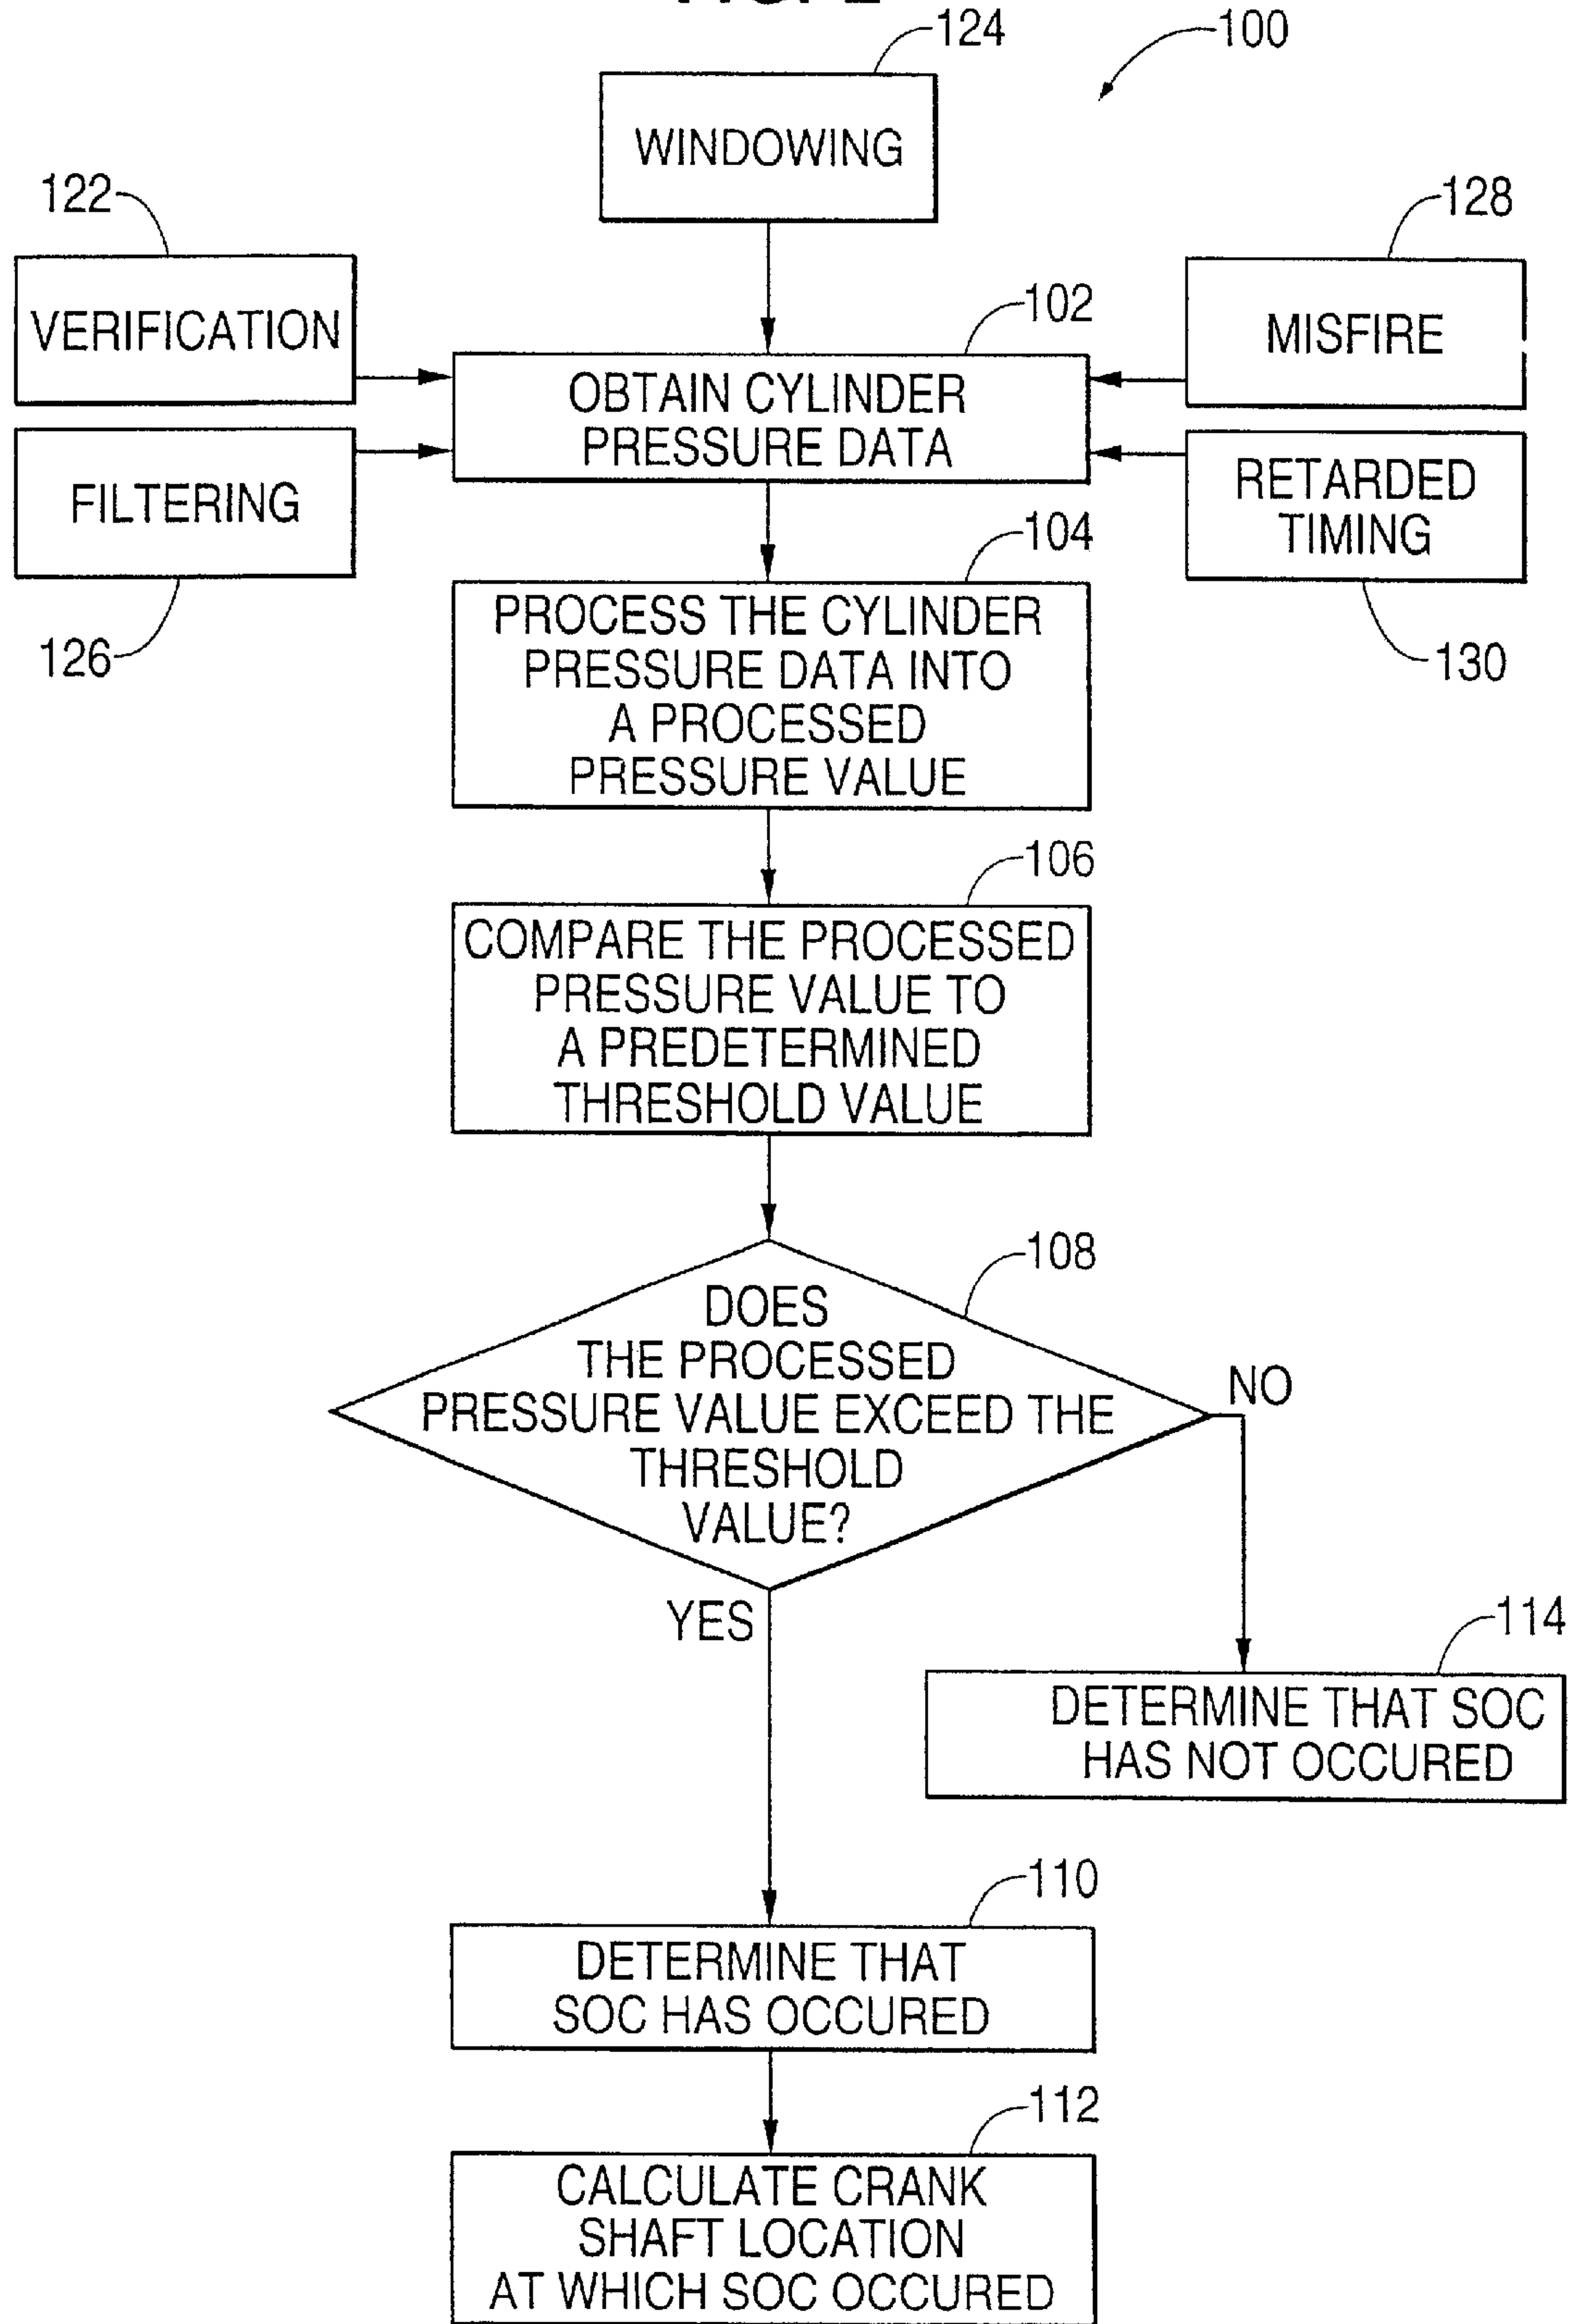 124
100
WINDOWING
122
128
VERIFICATION
102
MISFIRE
OBTAIN CYLINDER
PRESSURE DATA
FILTERING
RETARDED
TIMING
126
104
130
PROCESS THE CYLINDER
PRESSURE DATA INTO
A PROCESSED
PRESSURE VALUE
106
COMPARE THE PROCESSED
PRESSURE VALUE TO
A PREDETERMINED
THRESHOLD VALUE
108
DOES
THE PROCESSED
PRESSURE VALUE EXCEED THE
THRESHOLD
VALUE?
NO
YES
114
DETERMINE THAT SOC
HAS NOT OCCURED
110
DETERMINE THAT
SOC HAS OCCURED
112
CALCULATE CRANK
SHAFT LOCATION
AT WHICH SOC OCCURED